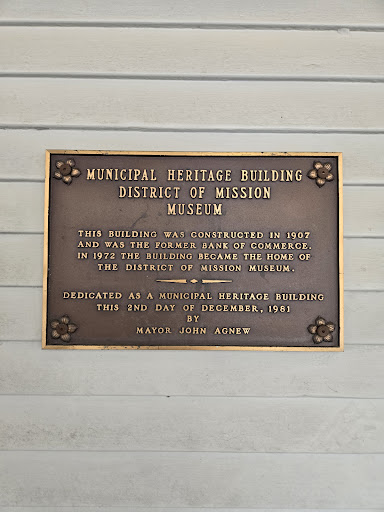 MUNICIPAL HERITAGE BUILDING
DISTRICT OF MISSION
MUSEUM
THIS BUILDING WAS CONSTRUCTED IN 1907
AND WAS THE FORMER BANK OF COMMERCE.
IN 1972 THE BUILDING BECAME THE HOME OF
THE DISTRICT OF MISSION MUSEUM.
DEDICATED AS A MUNICIPAL HERITAGE BUILDING
THIS 2ND DAY OF DECEMBER, 1981
BY
MAYOR JOHN AGNEW